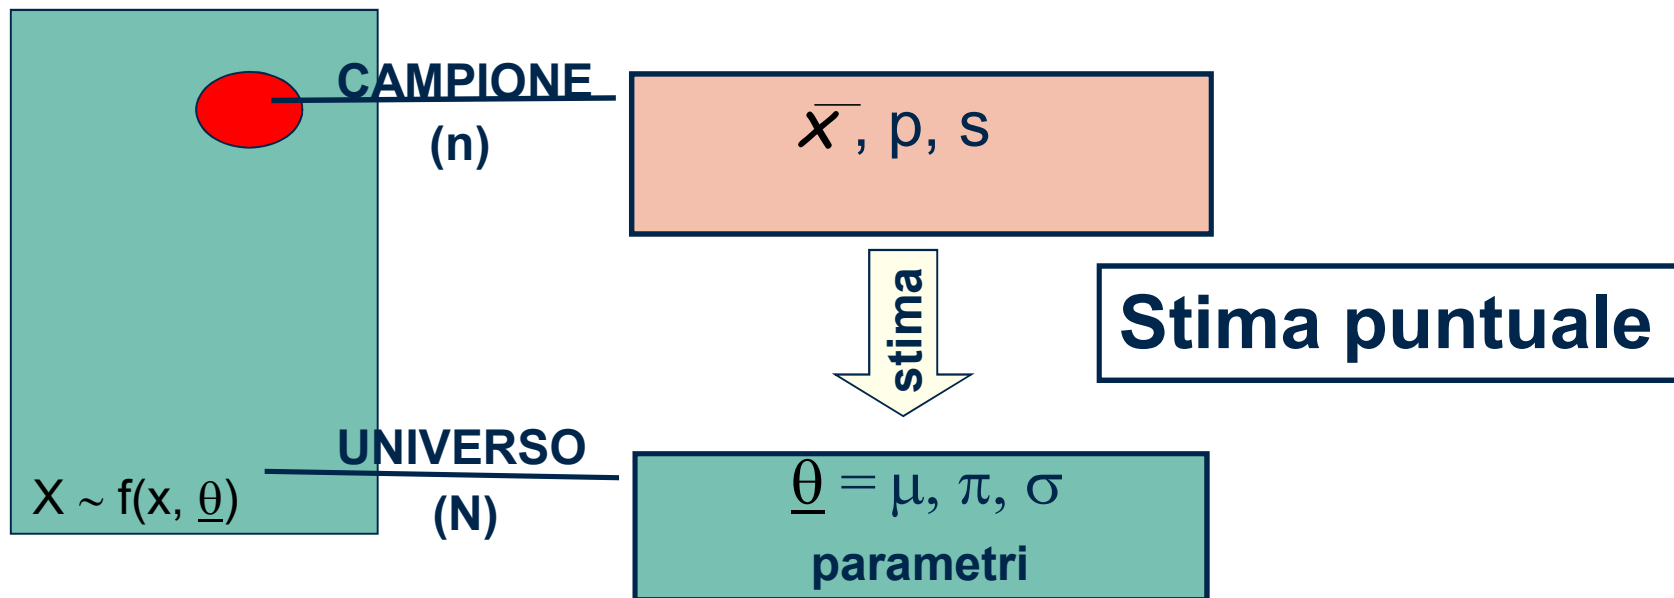 CAMPIONE
(n)
x̅, p, s
stima
Stima puntuale
UNIVERSO
(N)
X ~ f(x, θ̲)
θ̲ = μ, π, σ
parametri